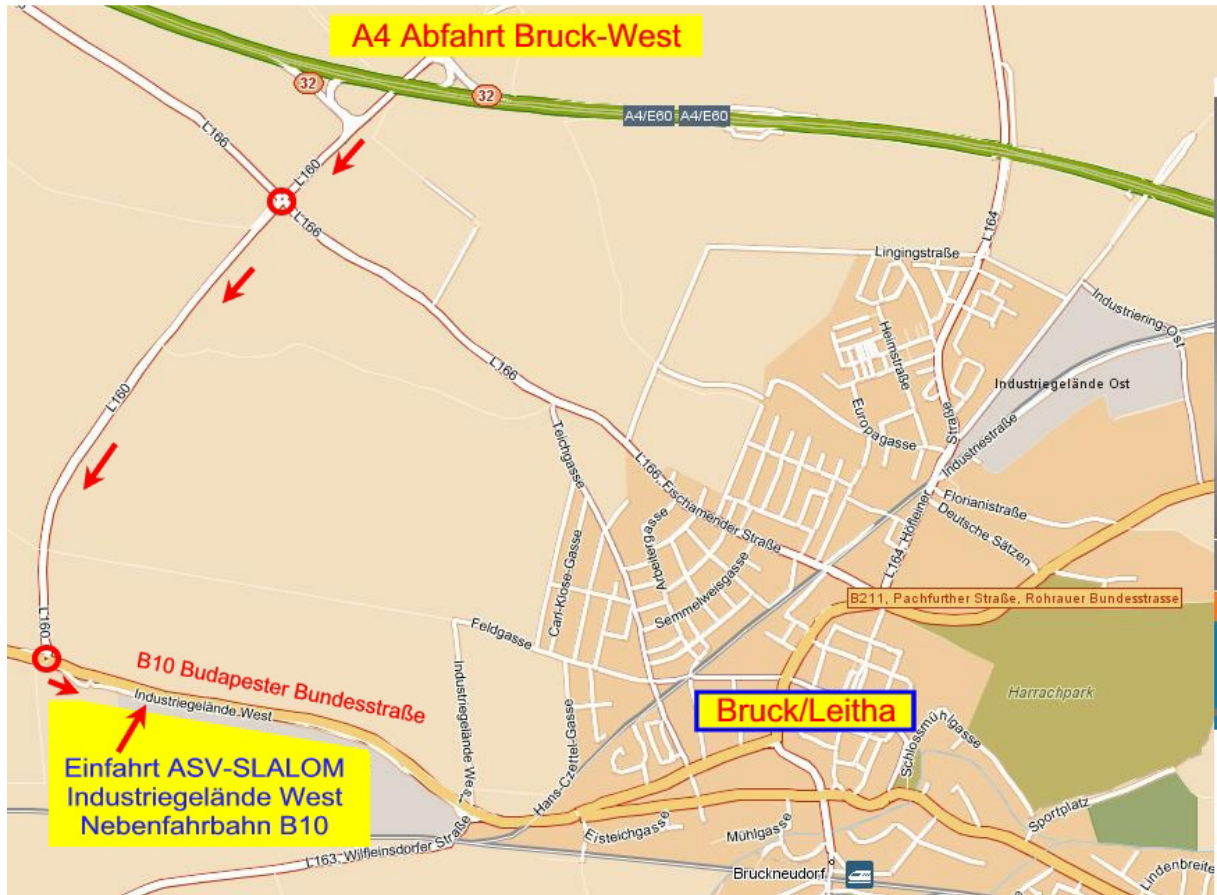 A4 Abfahrt Bruck-West
32
32
A4/E60
A4/E60
L166
L160
L166
L164
Lingingstraße
Industriering-Ost
Heimstraße
Industriegelände Ost
L160
L166
Teichgasse
Europagasse
Straße
Industriestraße
L166, Fischamender Straße
Florianistraße
Deutsche Sätzen
L164, Höfleiner
Carl-Klose-Gasse
Arbeitergasse
Semmelweisgasse
B211, Pachfurther Straße, Rohrauer Bundesstrasse
L160
Feldgasse
B10 Budapester Bundesstraße
Industriegelände West
Industriegelände We
Harrachpark
Bruck/Leitha
Hans-Czettel-Gasse
Schlossmühlgasse
Einfahrt ASV-SLALOM
Industriegelände West
Nebenfahrbahn B10
Eisteichgasse
Mühlgasse
Sportplatz
L163, Wilfleinsdorfer Straße
Bruckneudorf
Lindenbreite